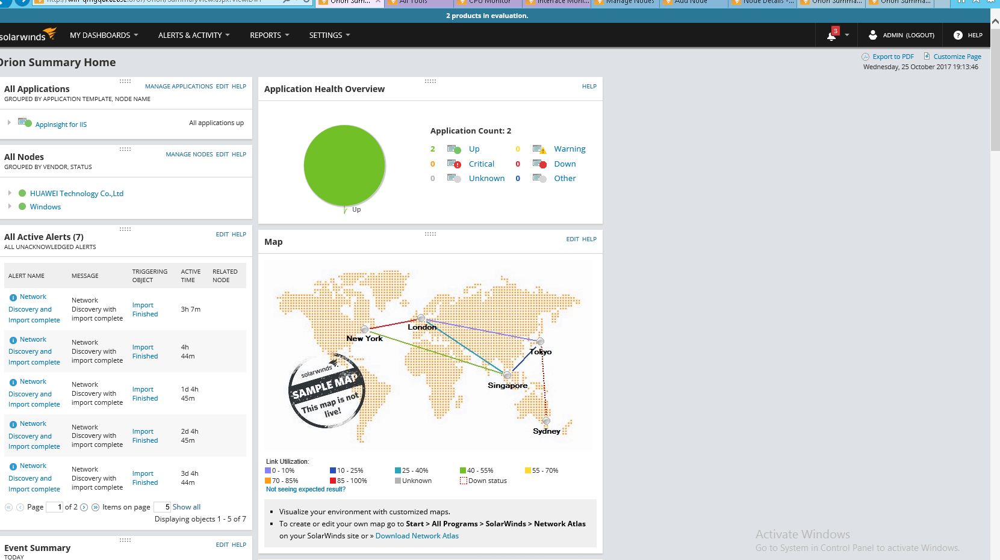 Orion Summ...
All Tools
CPU Monitor
Interface Moni...
Manage Nodes
Add Node
Node Details -...
Orion Summa...
Orion Summa...
2 products in evaluation.
solarwinds
MY DASHBOARDS
ALERTS & ACTIVITY
REPORTS
SETTINGS
3
ADMIN (LOGOUT)
? HELP
Orion Summary Home
Export to PDF
Customize Page
Wednesday, 25 October 2017 19:13:46
All Applications
MANAGE APPLICATIONS EDIT HELP
GROUPED BY APPLICATION TEMPLATE, NODE NAME
AppInsight for IIS
All applications up
All Nodes
MANAGE NODES EDIT HELP
GROUPED BY VENDOR, STATUS
HUAWEI Technology Co.,Ltd
Windows
All Active Alerts (7)
EDIT HELP
ALL UNACKNOWLEDGED ALERTS
ALERT NAME
MESSAGE
TRIGGERING OBJECT
ACTIVE TIME
RELATED NODE
Network
Discovery and
Import complete
Network
Discovery with
import complete
Import
Finished
3h 7m
Network
Discovery and
Import complete
Network
Discovery with
import complete
Import
Finished
4h
44m
Network
Discovery and
Import complete
Network
Discovery with
import complete
Import
Finished
1d 4h
45m
Network
Discovery and
Import complete
Network
Discovery with
import complete
Import
Finished
2d 4h
45m
Network
Discovery and
Import complete
Network
Discovery with
import complete
Import
Finished
3d 4h
44m
Page 1 of 2 Items on page 5 Show all
Displaying objects 1 - 5 of 7
Event Summary
EDIT HELP
TODAY
Application Health Overview
HELP
Up
Application Count: 2
2 Up 0 Warning
0 Critical 0 Down
0 Unknown 0 Other
Map
EDIT HELP
London
New York
Tokyo
Singapore
Sydney
solarwinds
SAMPLE MAP
This map is not
live!
Link Utilization:
0 - 10% 10 - 25% 25 - 40% 40 - 55% 55 - 70%
70 - 85% 85 - 100% Unknown Down status
Not seeing expected result?
Visualize your environment with customized maps.
To create or edit your own map go to Start > All Programs > SolarWinds > Network Atlas
on your SolarWinds site or » Download Network Atlas
Activate Windows
Go to System in Control Panel to activate Windows.